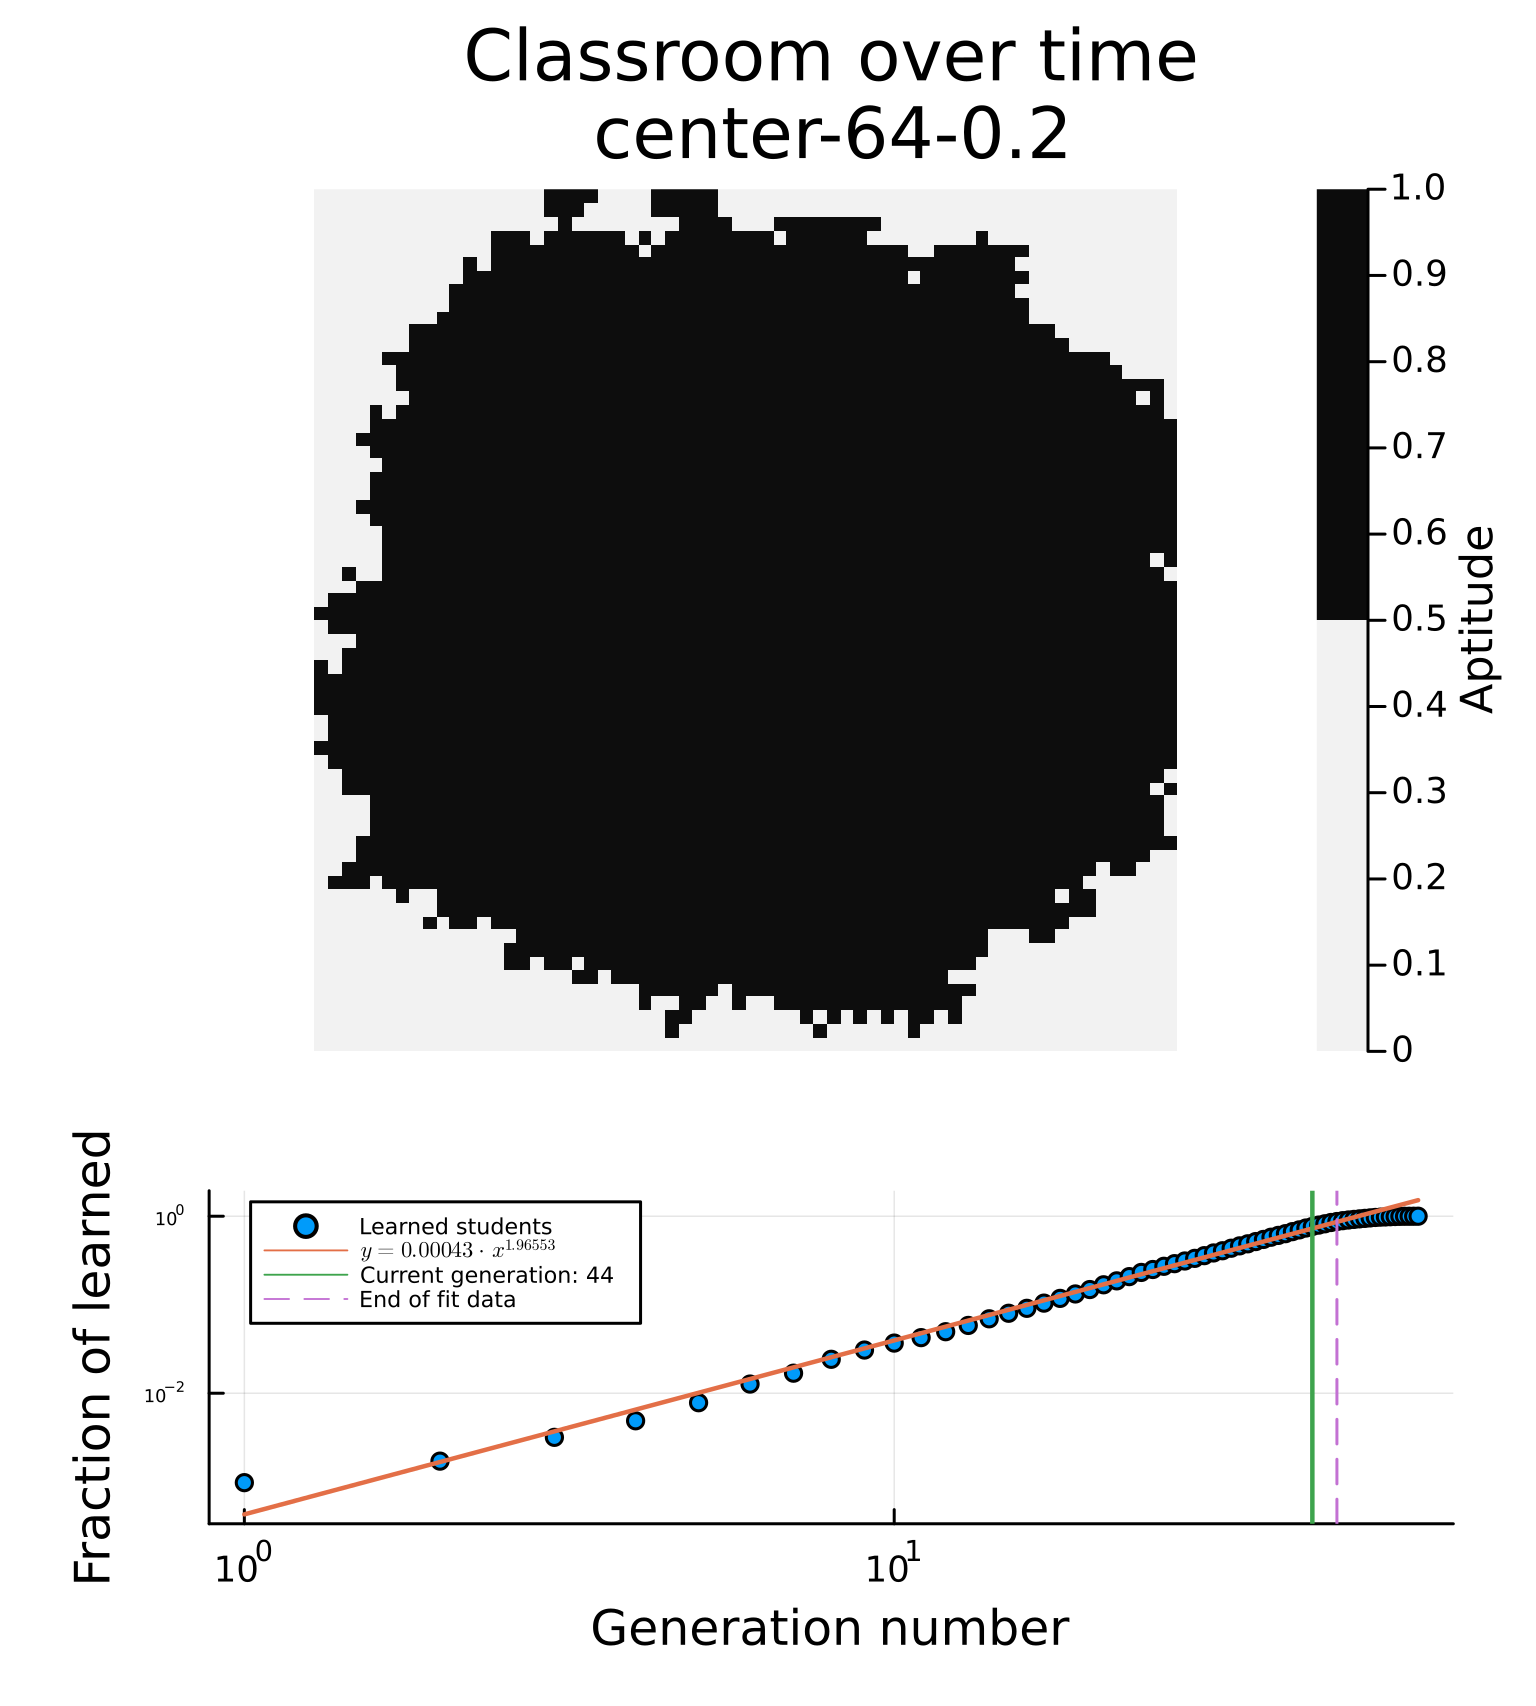 Classroom over time
center-64-0.2
1.0
0.9
0.8
0.7
0.6
0.5
0.4
0.3
0.2
0.1
0
Aptitude
Fraction of learned
10^0
10^−2
Learned students
y = 0.00043 · x^1.96553
Current generation: 44
End of fit data
10^0
10^1
Generation number